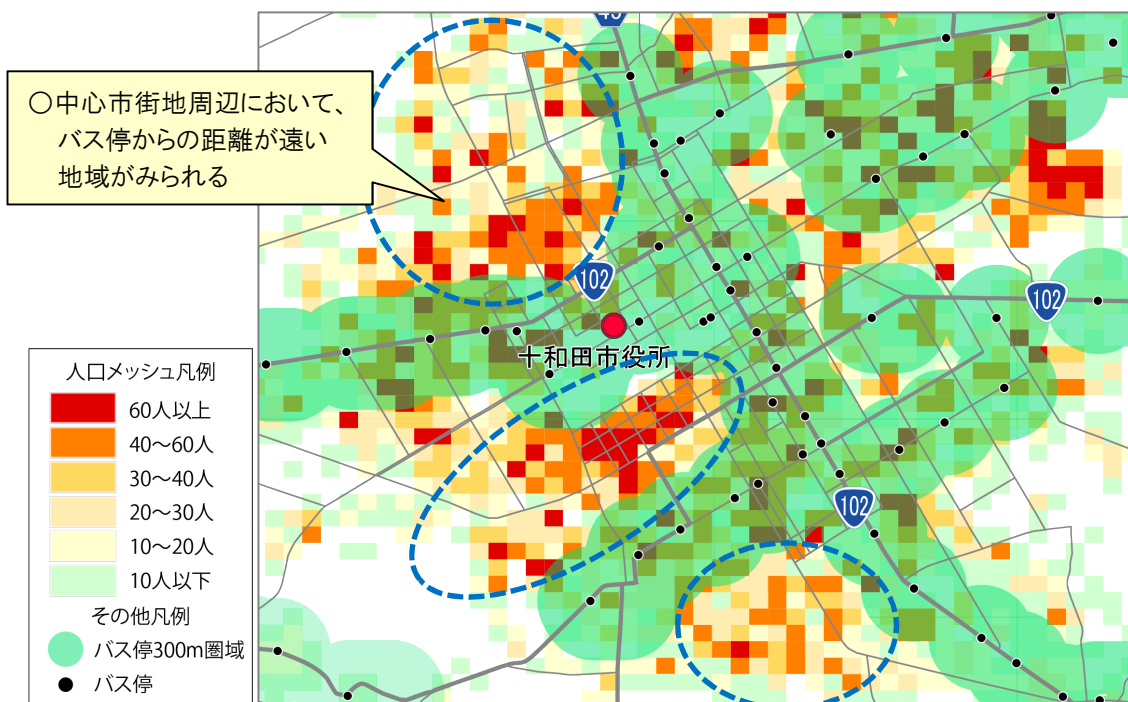 45
○中心市街地周辺において、
バス停からの距離が遠い
地域がみられる
102
102
十和田市役所
人口メッシュ凡例
60人以上
40～60人
30～40人
20～30人
10～20人
10人以下
その他凡例
バス停300m圏域
バス停
102